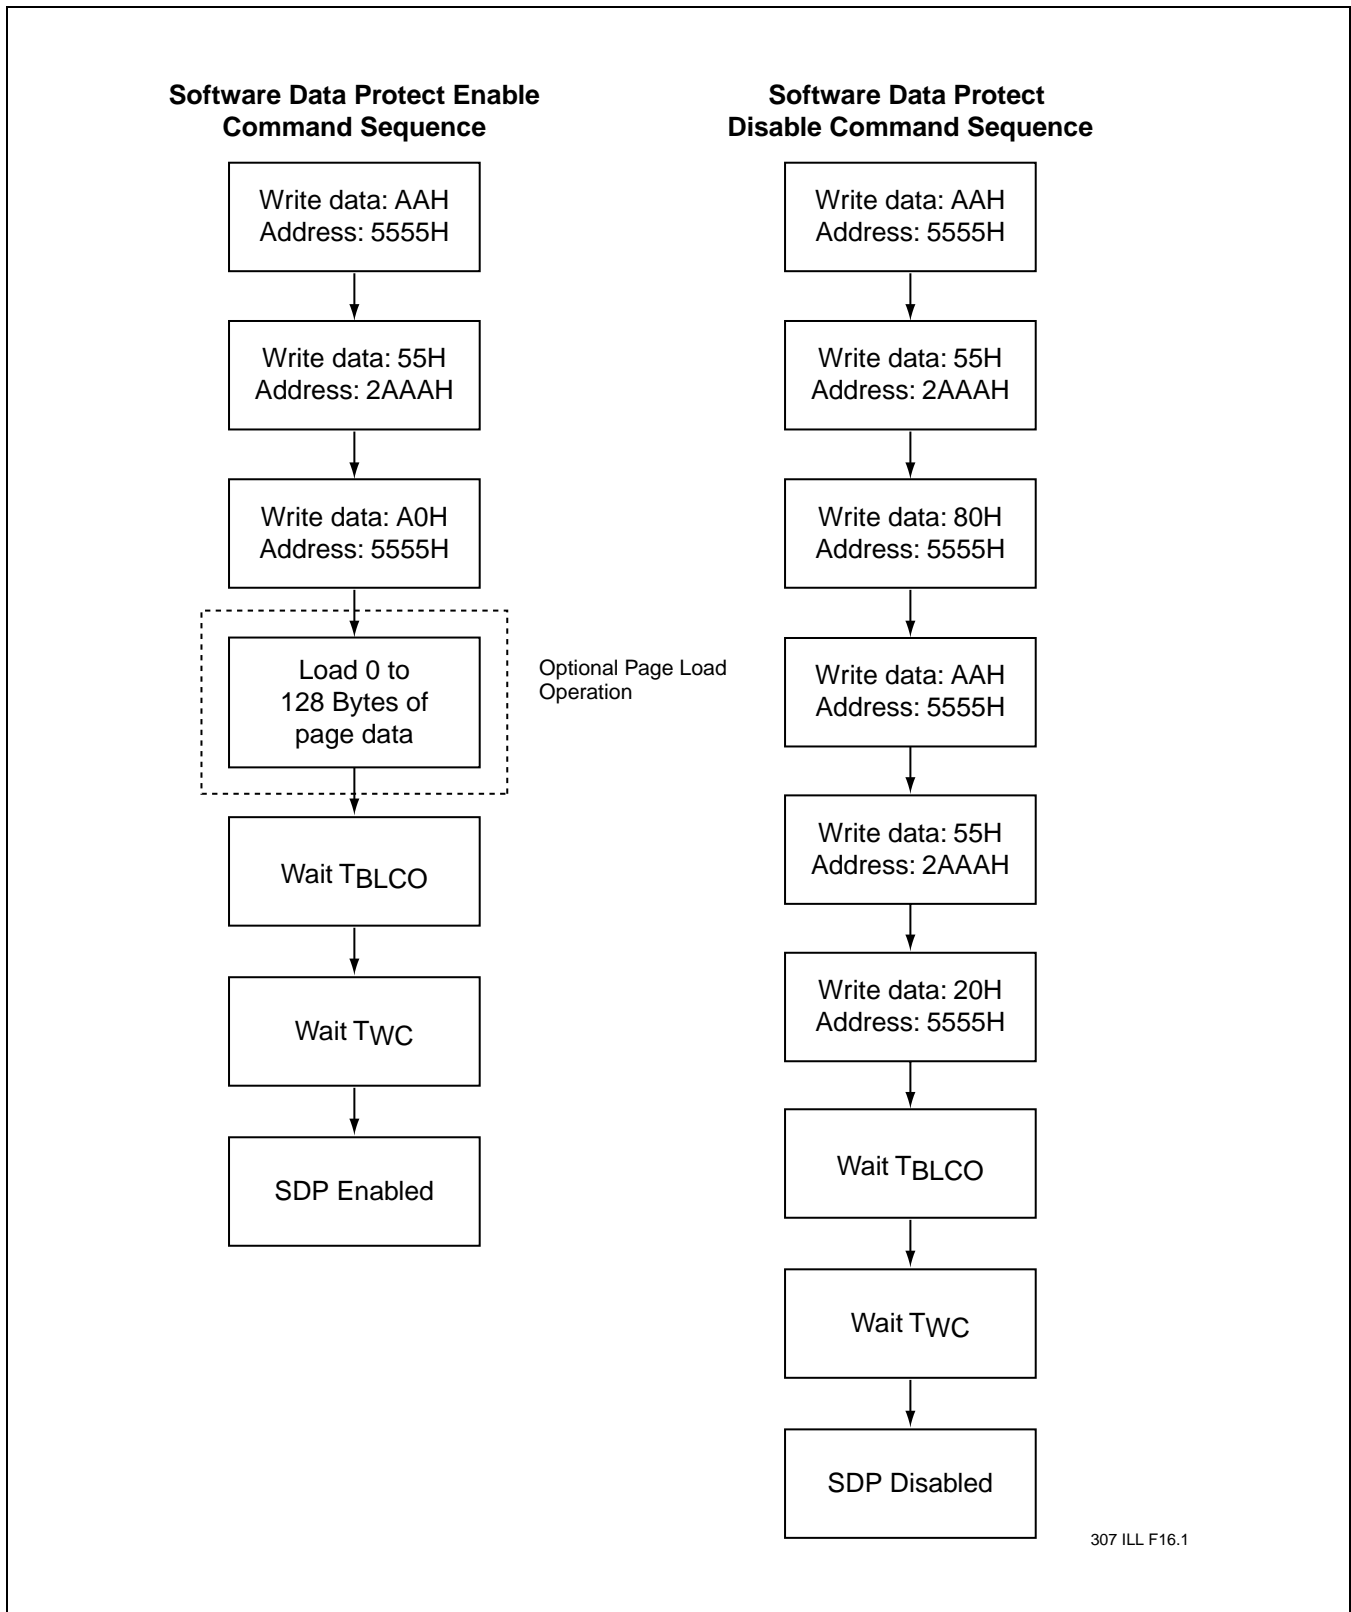 Software Data Protect Enable
Command Sequence
Write data: AAH
Address: 5555H
Write data: 55H
Address: 2AAAH
Write data: A0H
Address: 5555H
Load 0 to
128 Bytes of
page data
Optional Page Load
Operation
Wait TBLCO
Wait TWC
SDP Enabled
Software Data Protect
Disable Command Sequence
Write data: AAH
Address: 5555H
Write data: 55H
Address: 2AAAH
Write data: 80H
Address: 5555H
Write data: AAH
Address: 5555H
Write data: 55H
Address: 2AAAH
Write data: 20H
Address: 5555H
Wait TBLCO
Wait TWC
SDP Disabled
307 ILL F16.1